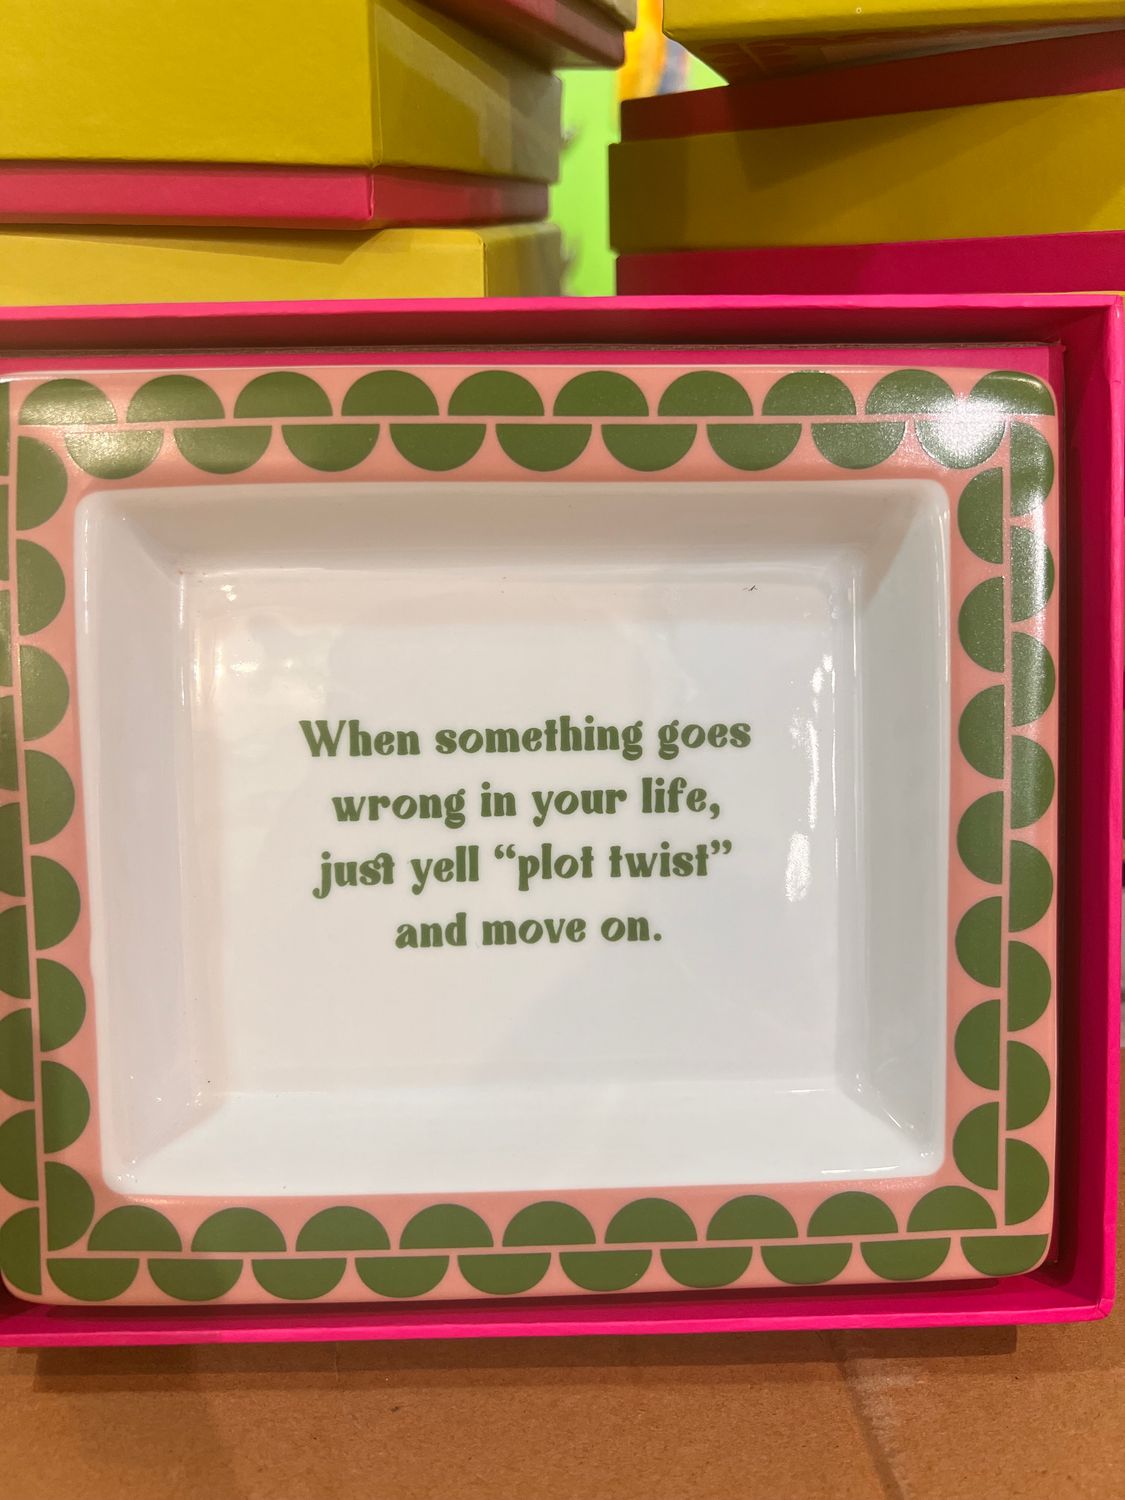 When something goes
wrong in your life,
just yell “plot twist”
and move on.